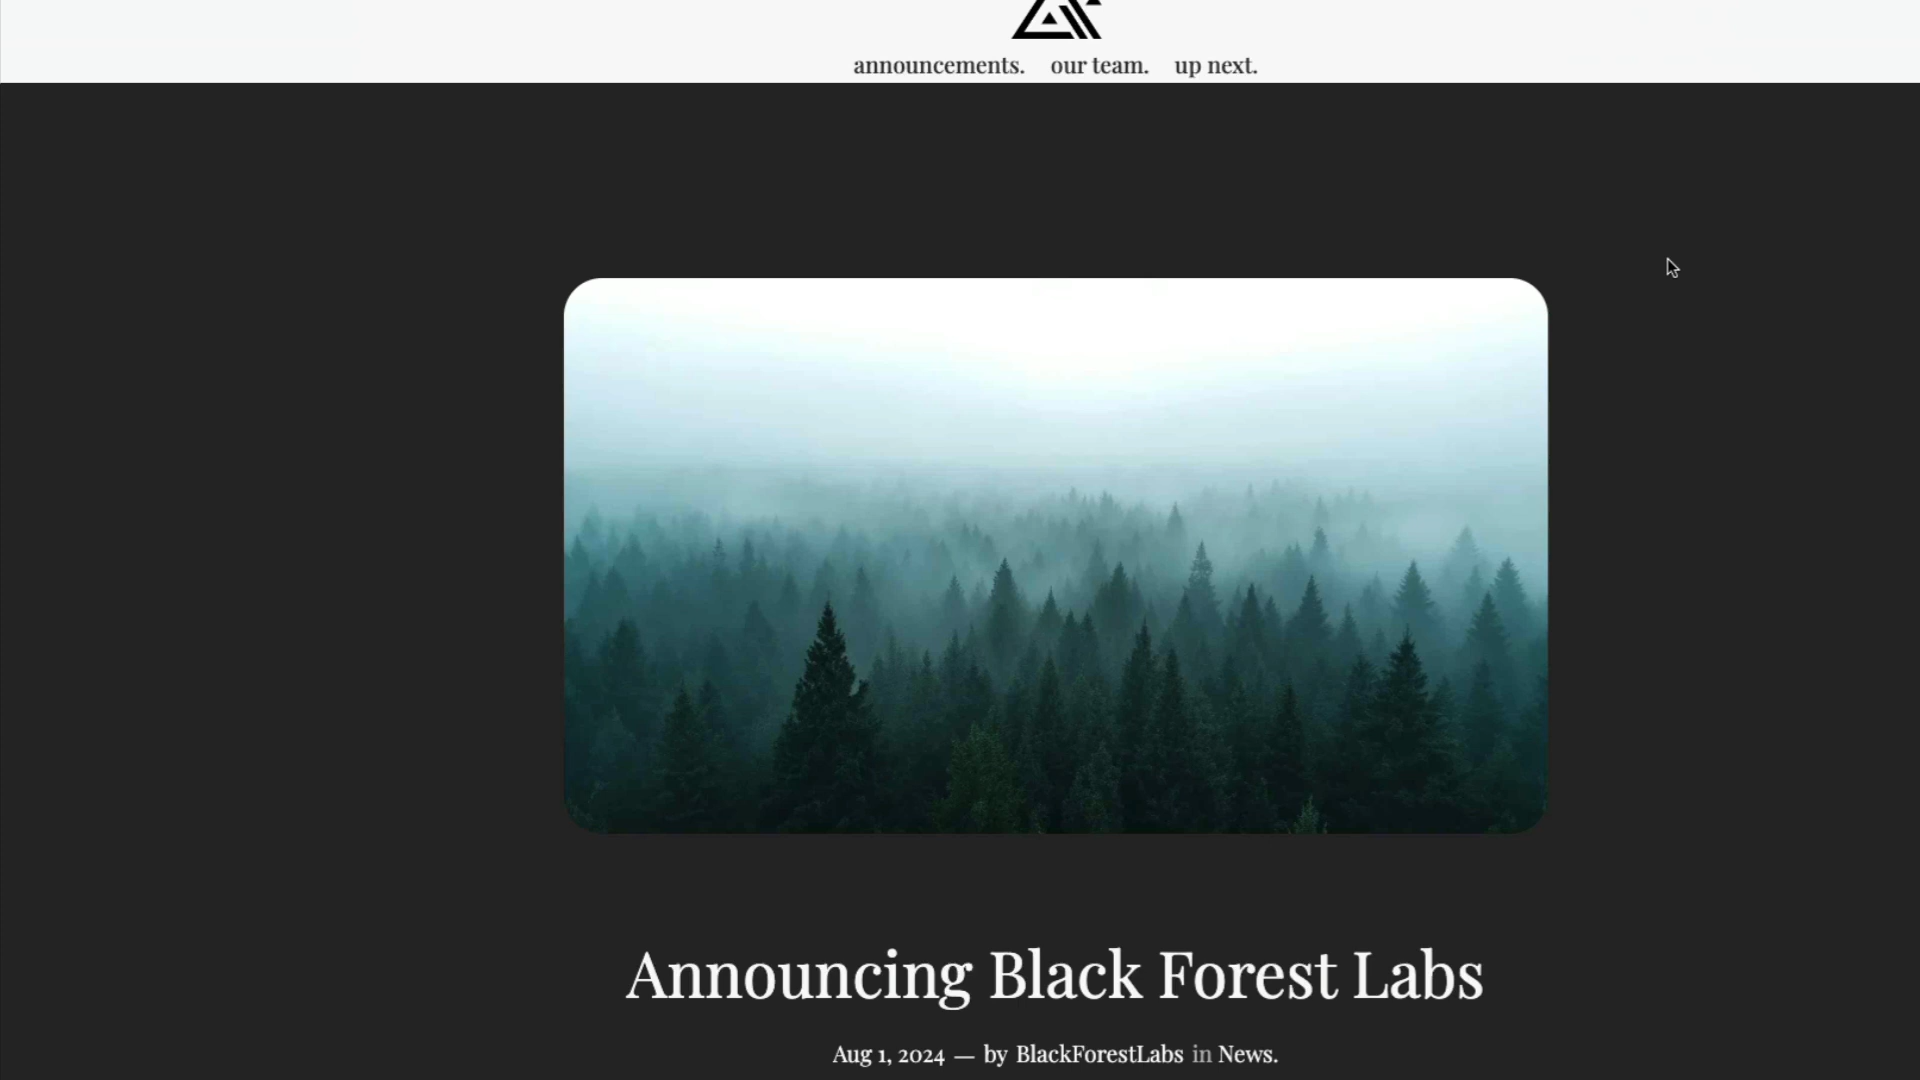 announcements. our team. up next.
Announcing Black Forest Labs
Aug 1, 2024 — by BlackForestLabs in News.